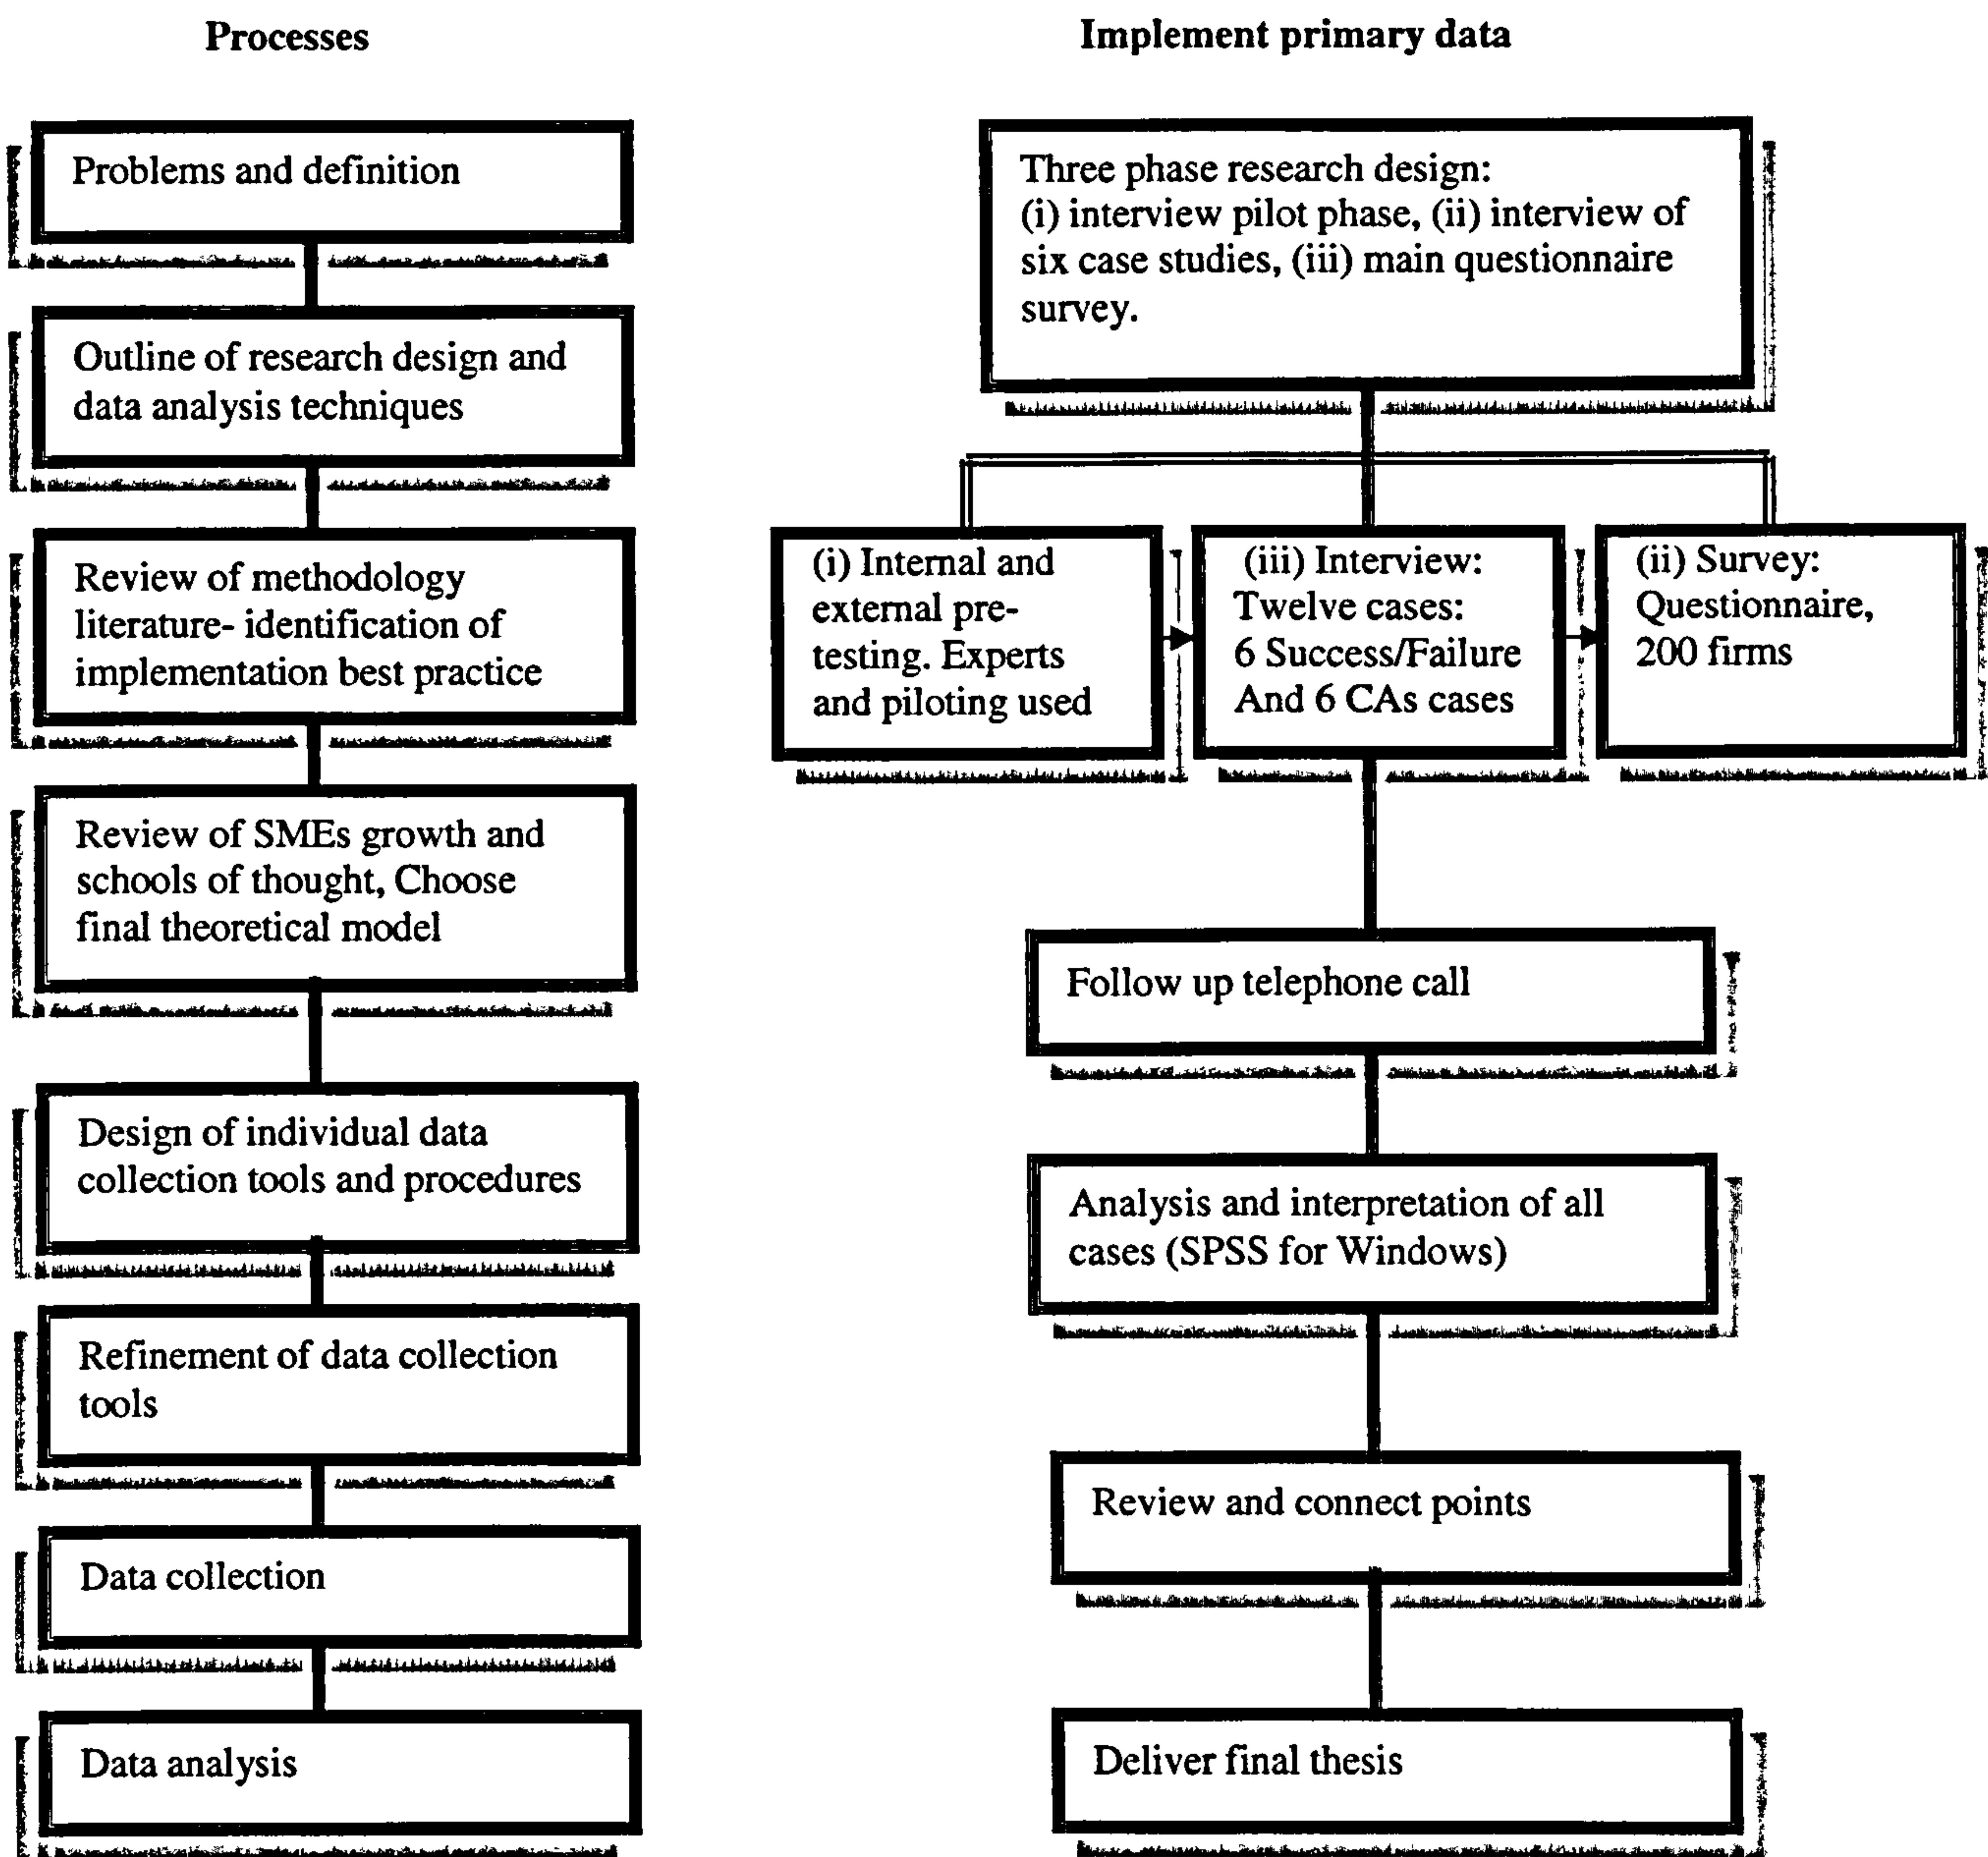 Processes
Problems and definition
Outline of research design and
data analysis techniques
Review of methodology
literature- identification of
implementation best practice
Review of SMEs growth and
schools of thought, Choose
final theoretical model
Design of individual data
collection tools and procedures
Refinement of data collection
tools
Data collection
Data analysis
Implement primary data
Three phase research design:
(i) interview pilot phase, (ii) interview of
six case studies, (iii) main questionnaire
survey.
(i) Internal and
external pre-
testing. Experts
and piloting used
(iii) Interview:
Twelve cases:
6 Success/Failure
And 6 CAs cases
(ii) Survey:
Questionnaire,
200 firms
Follow up telephone call
Analysis and interpretation of all
cases (SPSS for Windows)
Review and connect points
Deliver final thesis